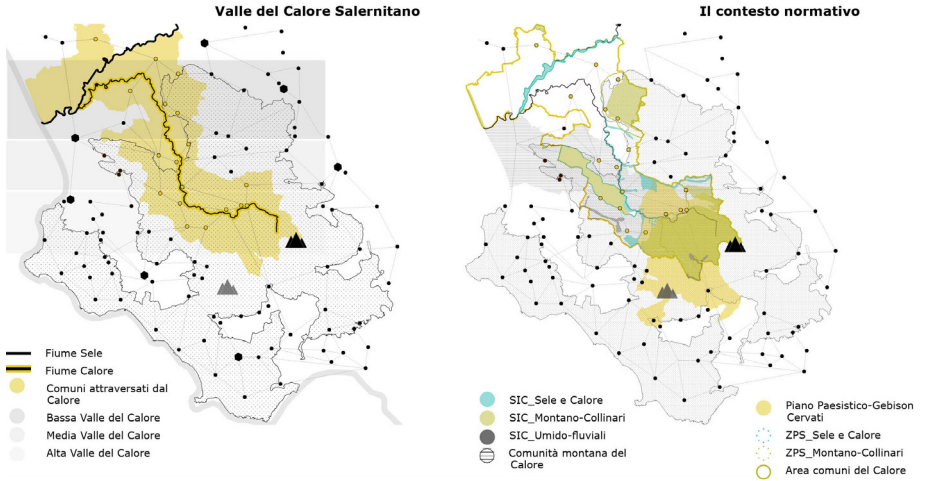 Valle del Calore Salernitano
Fiume Sele
Fiume Calore
Comuni attraversati dal
Calore
Bassa Valle del Calore
Media Valle del Calore
Alta Valle del Calore
Il contesto normativo
SIC_Sele e Calore
SIC_Montano-Collinari
SIC_Umido-fluviali
Comunità montana del
Calore
Piano Paesistico-Gebison
Cervati
ZPS_Sele e Calore
ZPS_Montano-Collinari
Area comuni del Calore